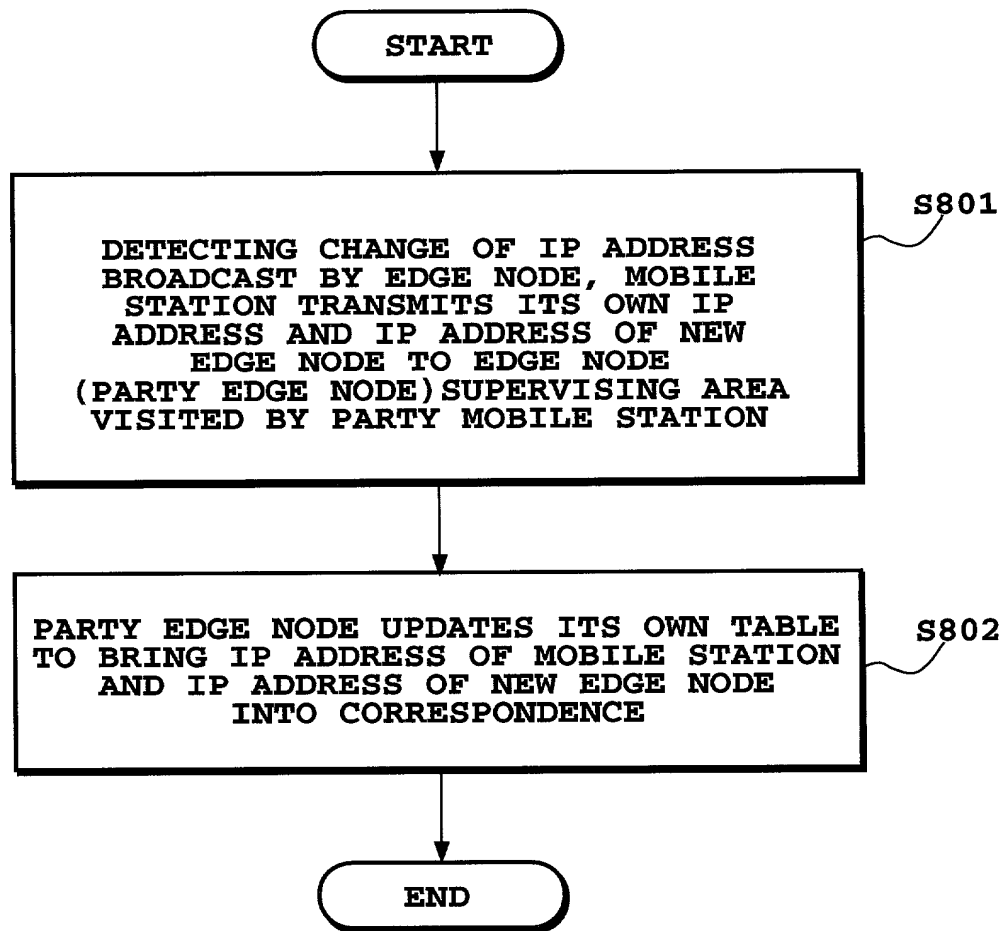 START
S801
DETECTING CHANGE OF IP ADDRESS
BROADCAST BY EDGE NODE, MOBILE
STATION TRANSMITS ITS OWN IP
ADDRESS AND IP ADDRESS OF NEW
EDGE NODE TO EDGE NODE
(PARTY EDGE NODE)SUPERVISING AREA
VISITED BY PARTY MOBILE STATION
S802
PARTY EDGE NODE UPDATES ITS OWN TABLE
TO BRING IP ADDRESS OF MOBILE STATION
AND IP ADDRESS OF NEW EDGE NODE
INTO CORRESPONDENCE
END